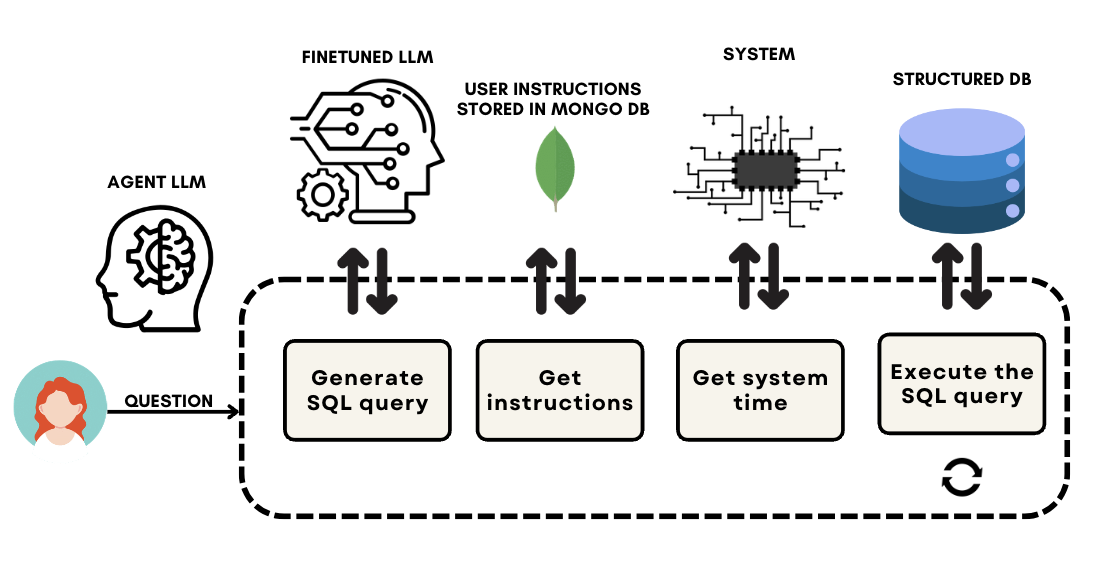 FINETUNED LLM
USER INSTRUCTIONS
STORED IN MONGO DB
SYSTEM
STRUCTURED DB
AGENT LLM
QUESTION
Generate
SQL query
Get
instructions
Get system
time
Execute the
SQL query